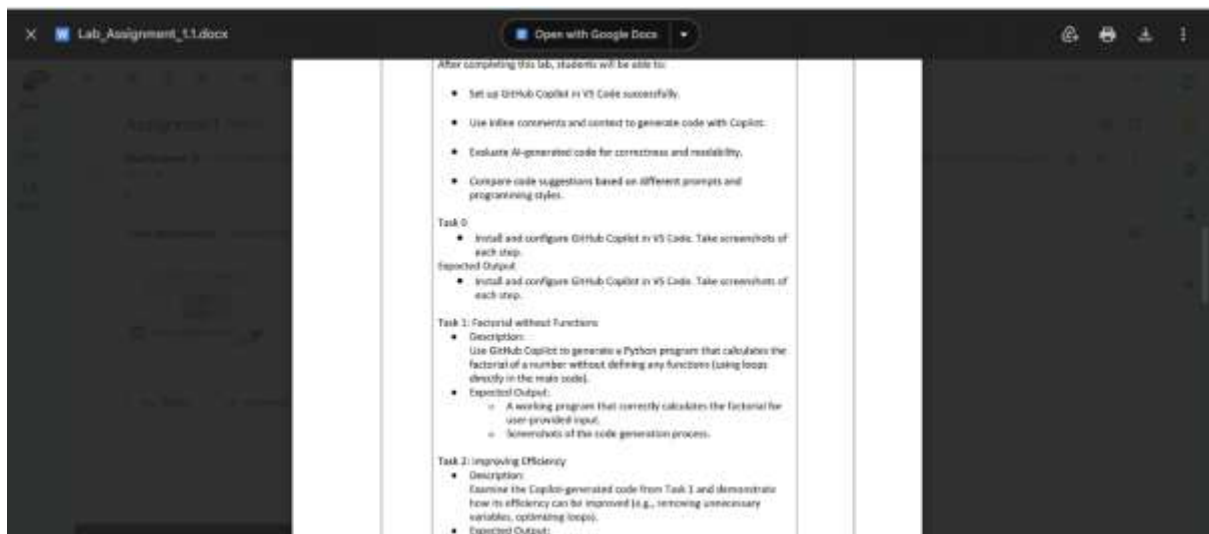 Lab_Assignment_1.1.docx
Open with Google Docs
After completing this lab, students will be able to:
• Set up GitHub Copilot in VS Code successfully.
• Use inline comments and context to generate code with Copilot.
• Evaluate AI-generated code for correctness and readability.
• Compare code suggestions based on different prompts and
programming styles.
Task 0
• Install and configure GitHub Copilot in VS Code. Take screenshots of
each step.
Expected Output
• Install and configure GitHub Copilot in VS Code. Take screenshots of
each step.
Task 1: Factorial without Functions
• Description:
Use GitHub Copilot to generate a Python program that calculates the
factorial of a number without defining any functions (using loops
directly in the main code).
• Expected Output:
○ A working program that correctly calculates the factorial for
user-provided input.
○ Screenshots of the code generation process.
Task 2: Improving Efficiency
• Description:
Examine the Copilot-generated code from Task 1 and demonstrate
how its efficiency can be improved (e.g., removing unnecessary
variables, optimizing loops).
• Expected Output: